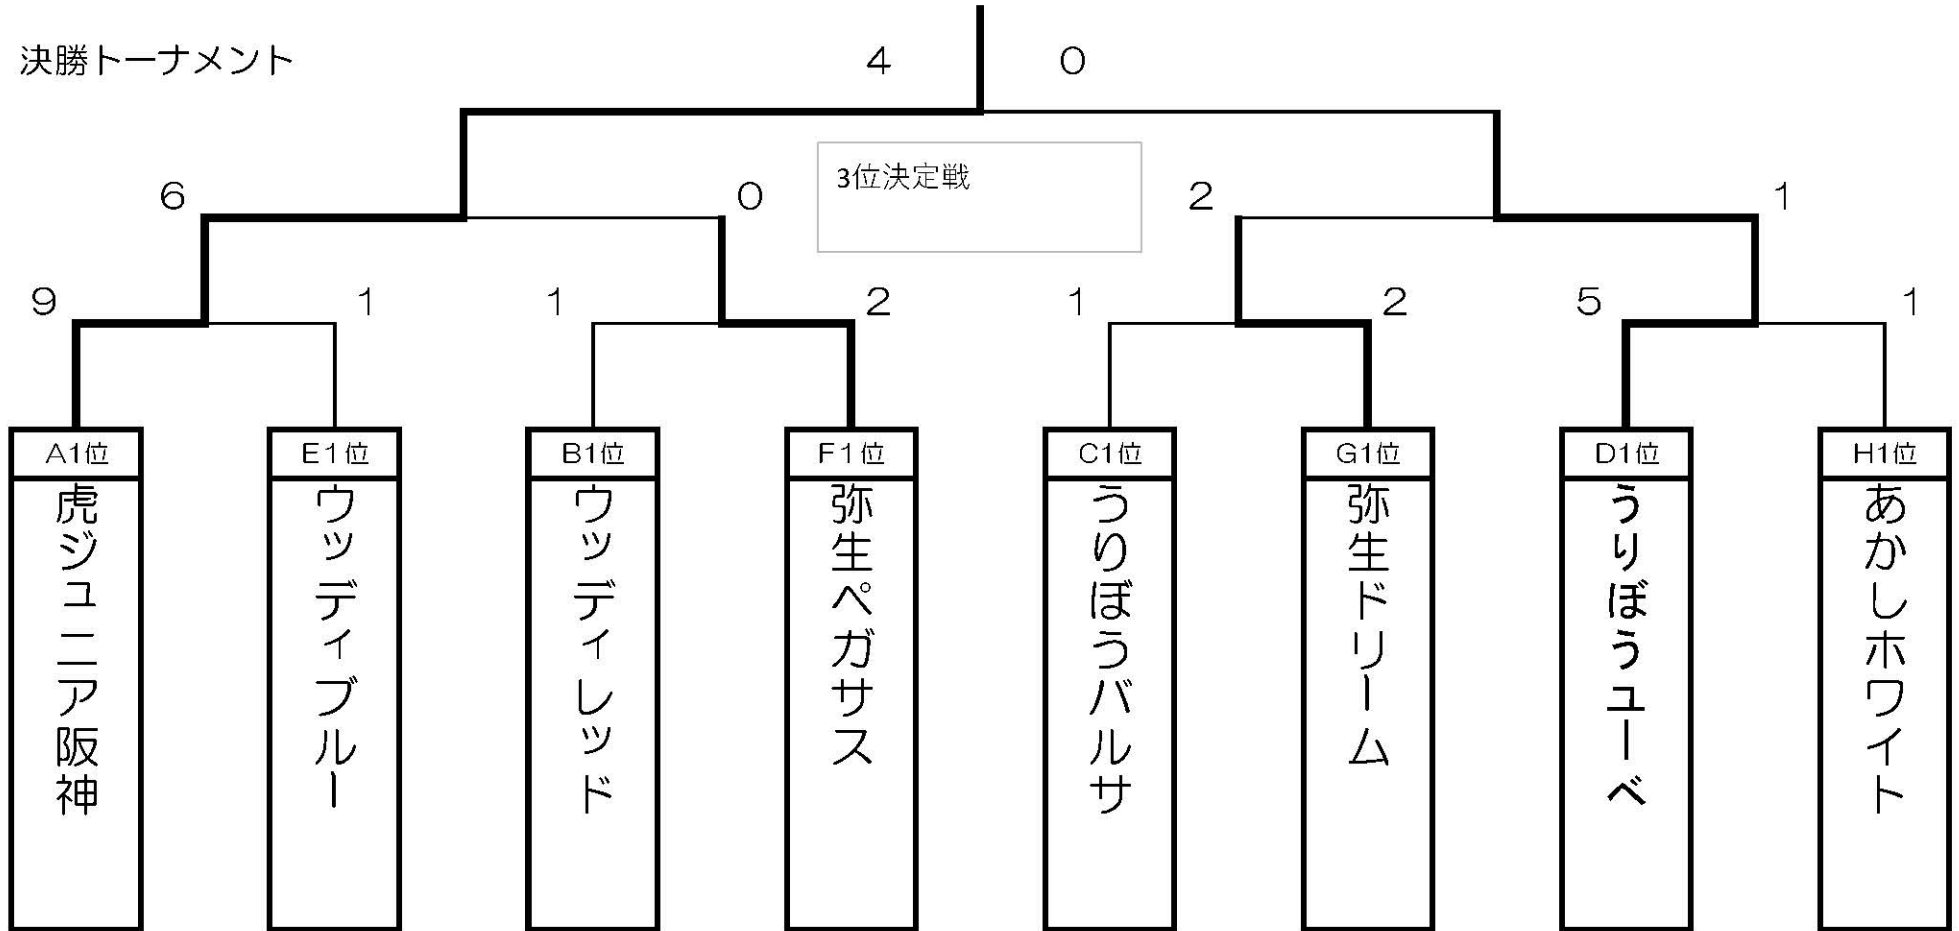 決勝トーナメント
4
0
3位決定戦
6
0
2
1
9
1
1
2
1
2
5
1
A1位
E1位
B1位
F1位
C1位
G1位
D1位
H1位
虎ジュニア阪神
ウッディブルー
ウッディレッド
弥生ペガサス
うりぼうバルサ
弥生ドリーム
うりぼうユーベ
あかしホワイト